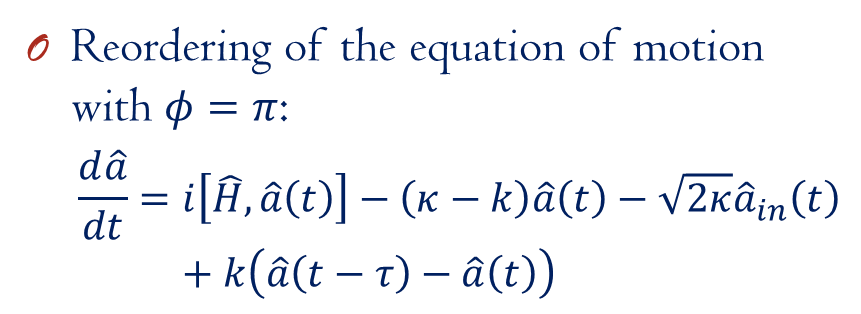 Reordering of the equation of motion
with ϕ = π:
dâ/dt = i[Ĥ, â(t)] − (κ − k)â(t) − √2κ â_in(t)
+ k(â(t − τ) − â(t))